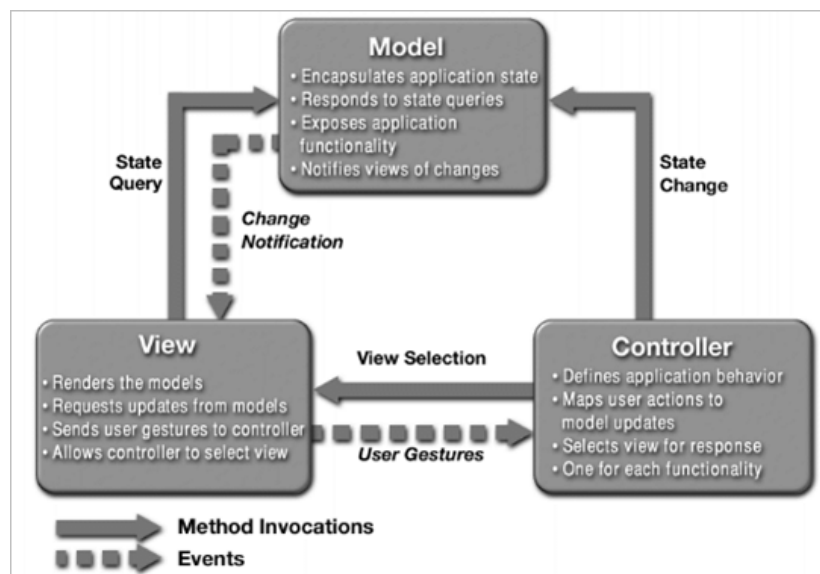 Model
• Encapsulates application state
• Responds to state queries
• Exposes application
functionality
• Notifies views of changes
State
Query
State
Change
Change
Notification
View
• Renders the models
• Requests updates from models
• Sends user gestures to controller
• Allows controller to select view
View Selection
User Gestures
Controller
• Defines application behavior
• Maps user actions to
model updates
• Selects view for response
• One for each functionality
Method Invocations
Events